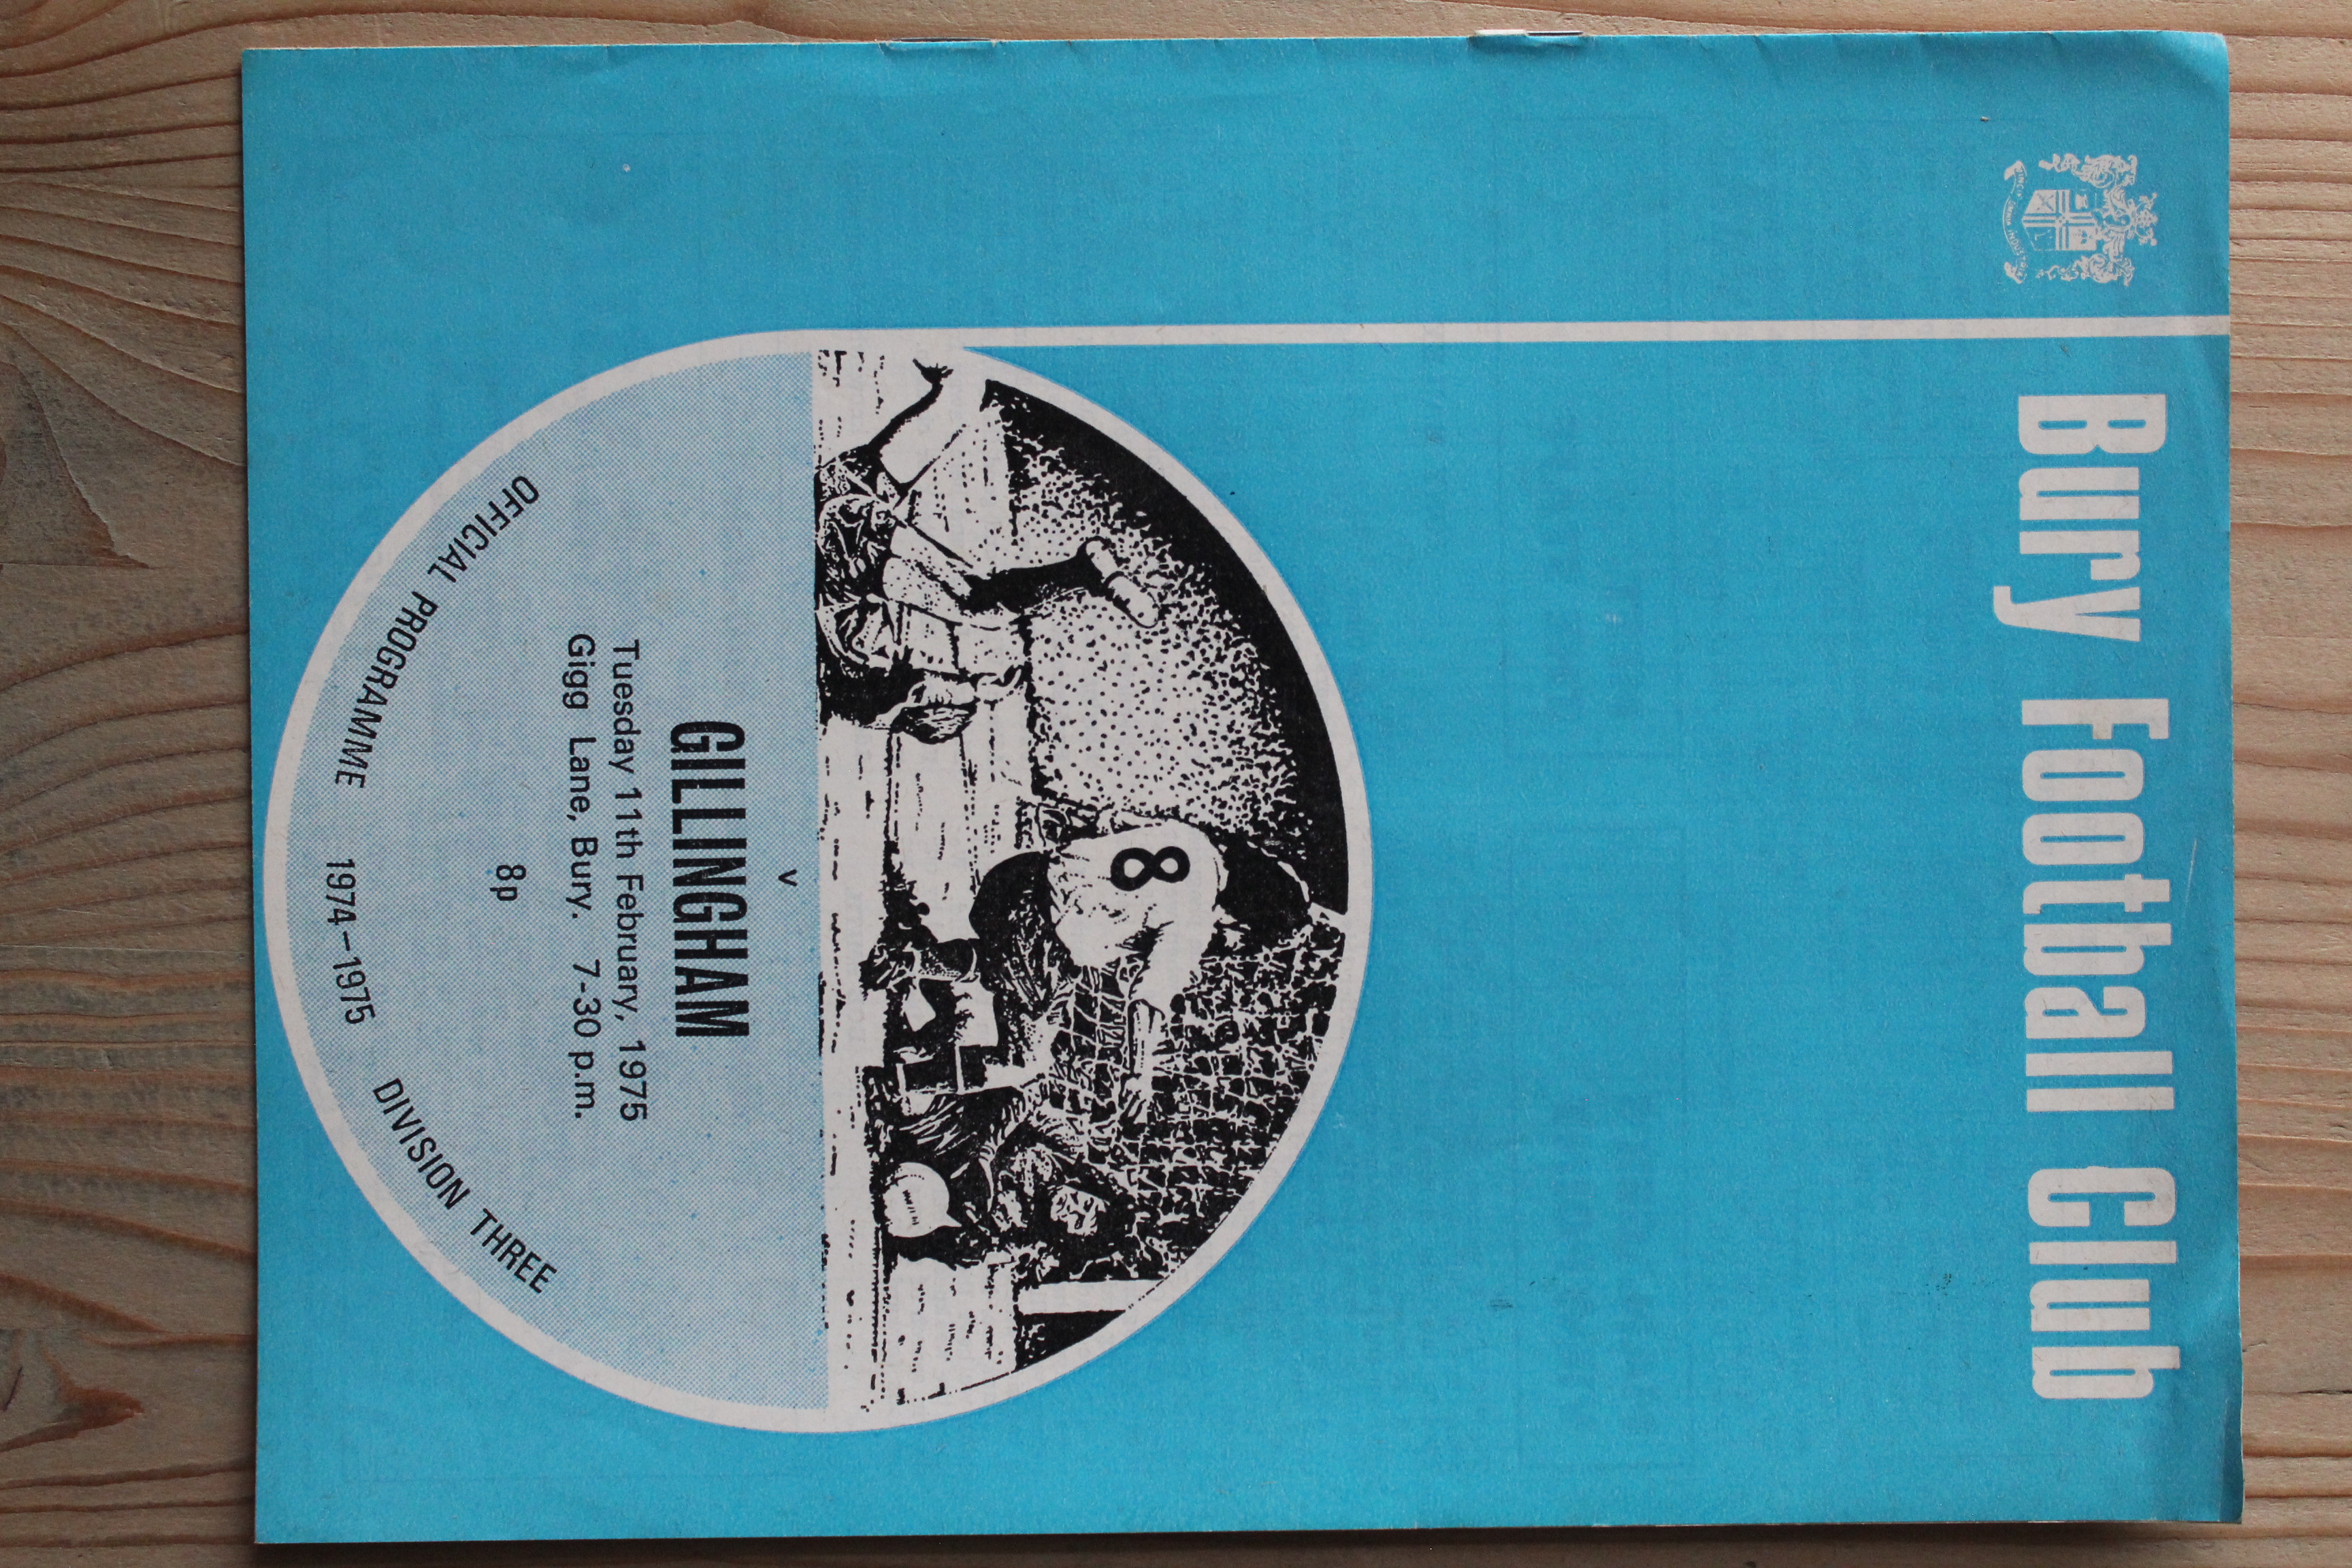 Bury Football Club
8
v
GILLINGHAM
Tuesday 11th February, 1975
Gigg Lane, Bury. 7-30 p.m.
8p
OFFICIAL PROGRAMME 1974-1975 DIVISION THREE